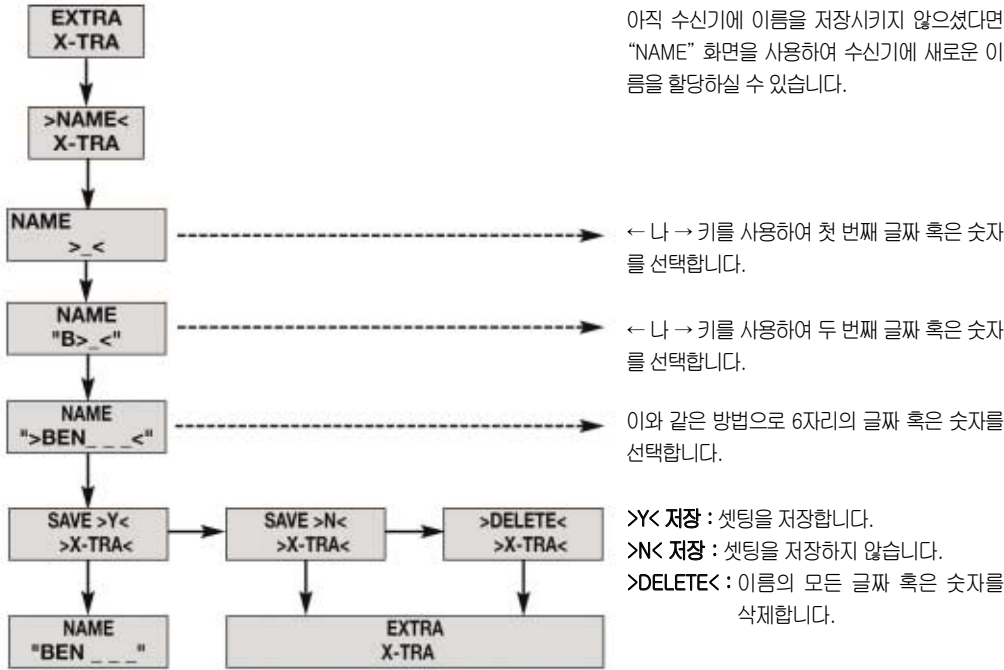 EXTRA
X-TRA
아직 수신기에 이름을 저장시키지 않으셨다면
“NAME” 화면을 사용하여 수신기에 새로운 이
름을 할당하실 수 있습니다.
>NAME<
X-TRA
NAME
>_<
← 나 → 키를 사용하여 첫 번째 글짜 혹은 숫자
를 선택합니다.
NAME
"B>_<"
← 나 → 키를 사용하여 두 번째 글짜 혹은 숫자
를 선택합니다.
NAME
">BEN_ _ _<"
이와 같은 방법으로 6자리의 글짜 혹은 숫자를
선택합니다.
SAVE >Y<
>X-TRA<
SAVE >N<
>X-TRA<
>DELETE<
>X-TRA<
>Y< 저장 : 셋팅을 저장합니다.
>N< 저장 : 셋팅을 저장하지 않습니다.
>DELETE< : 이름의 모든 글짜 혹은 숫자를
삭제합니다.
NAME
"BEN _ _ _"
EXTRA
X-TRA